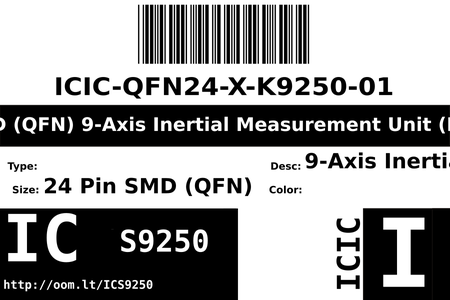 ICIC-QFN24-X-K9250-01
(QFN) 9-Axis Inertial Measurement Unit (
Type:
Desc: 9-Axis Inerti
Size: 24 Pin SMD (QFN)
Color:
IC
S9250
ICIC
I
http://oom.lt/ICS9250